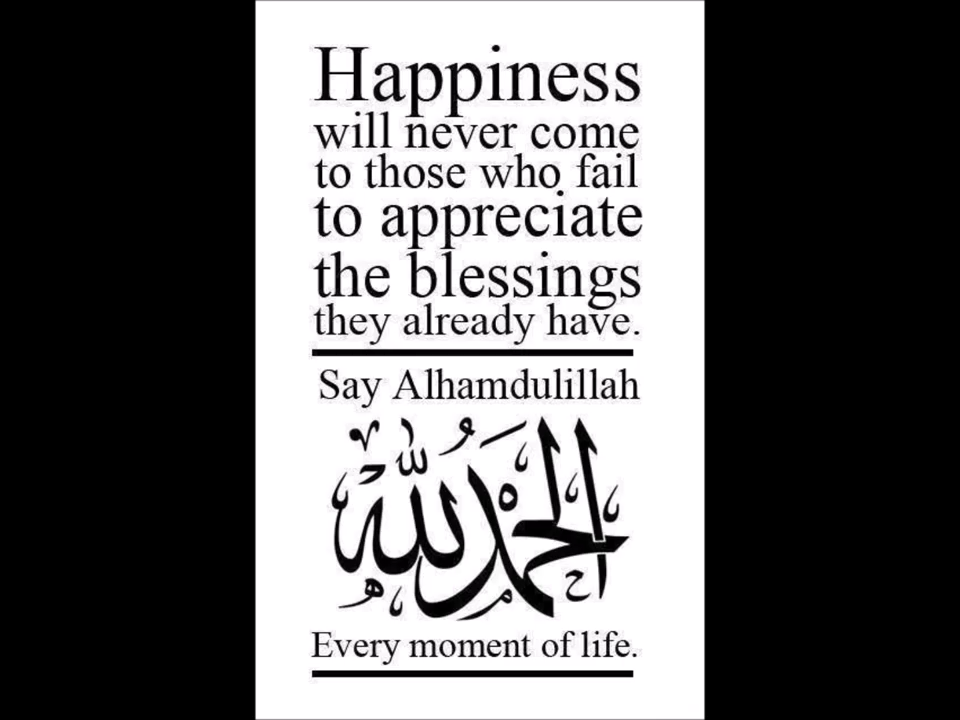 Happiness
will never come
to those who fail
to appreciate
the blessings
they already have.
Say Alhamdulillah
الحمد لله
Every moment of life.